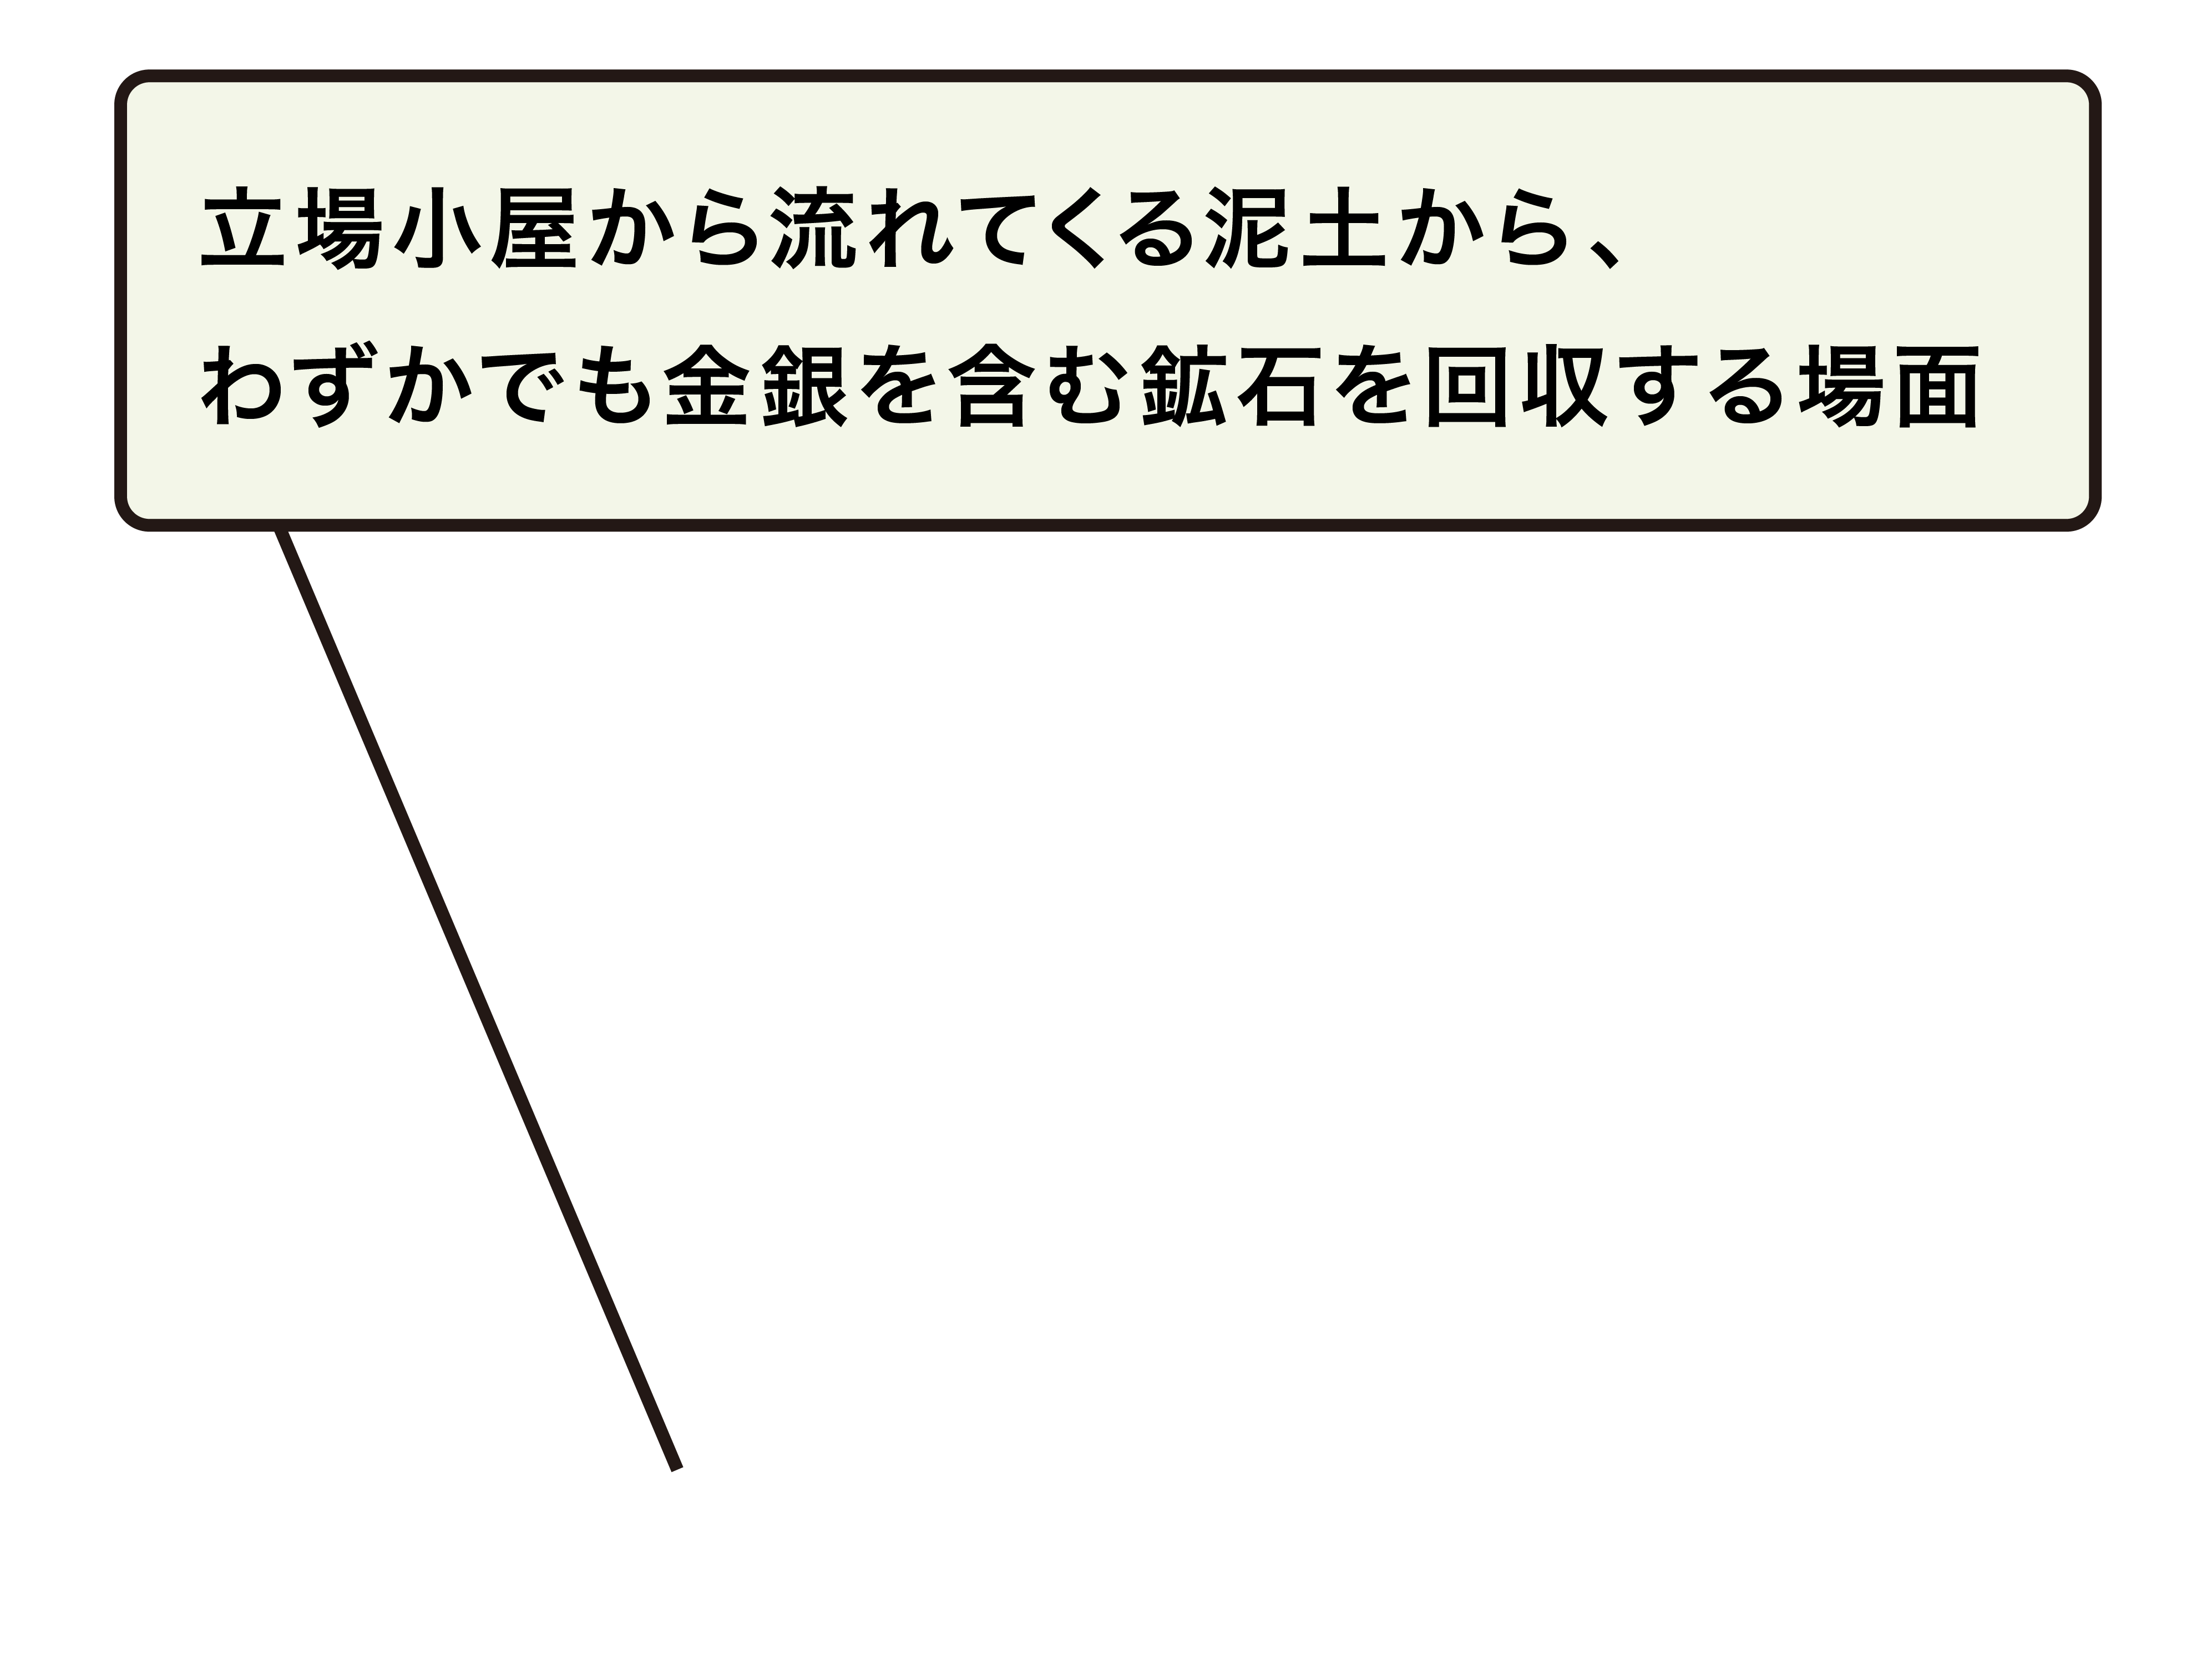 立場小屋から流れてくる泥土から、
わずかでも金銀を含む鉱石を回収する場面